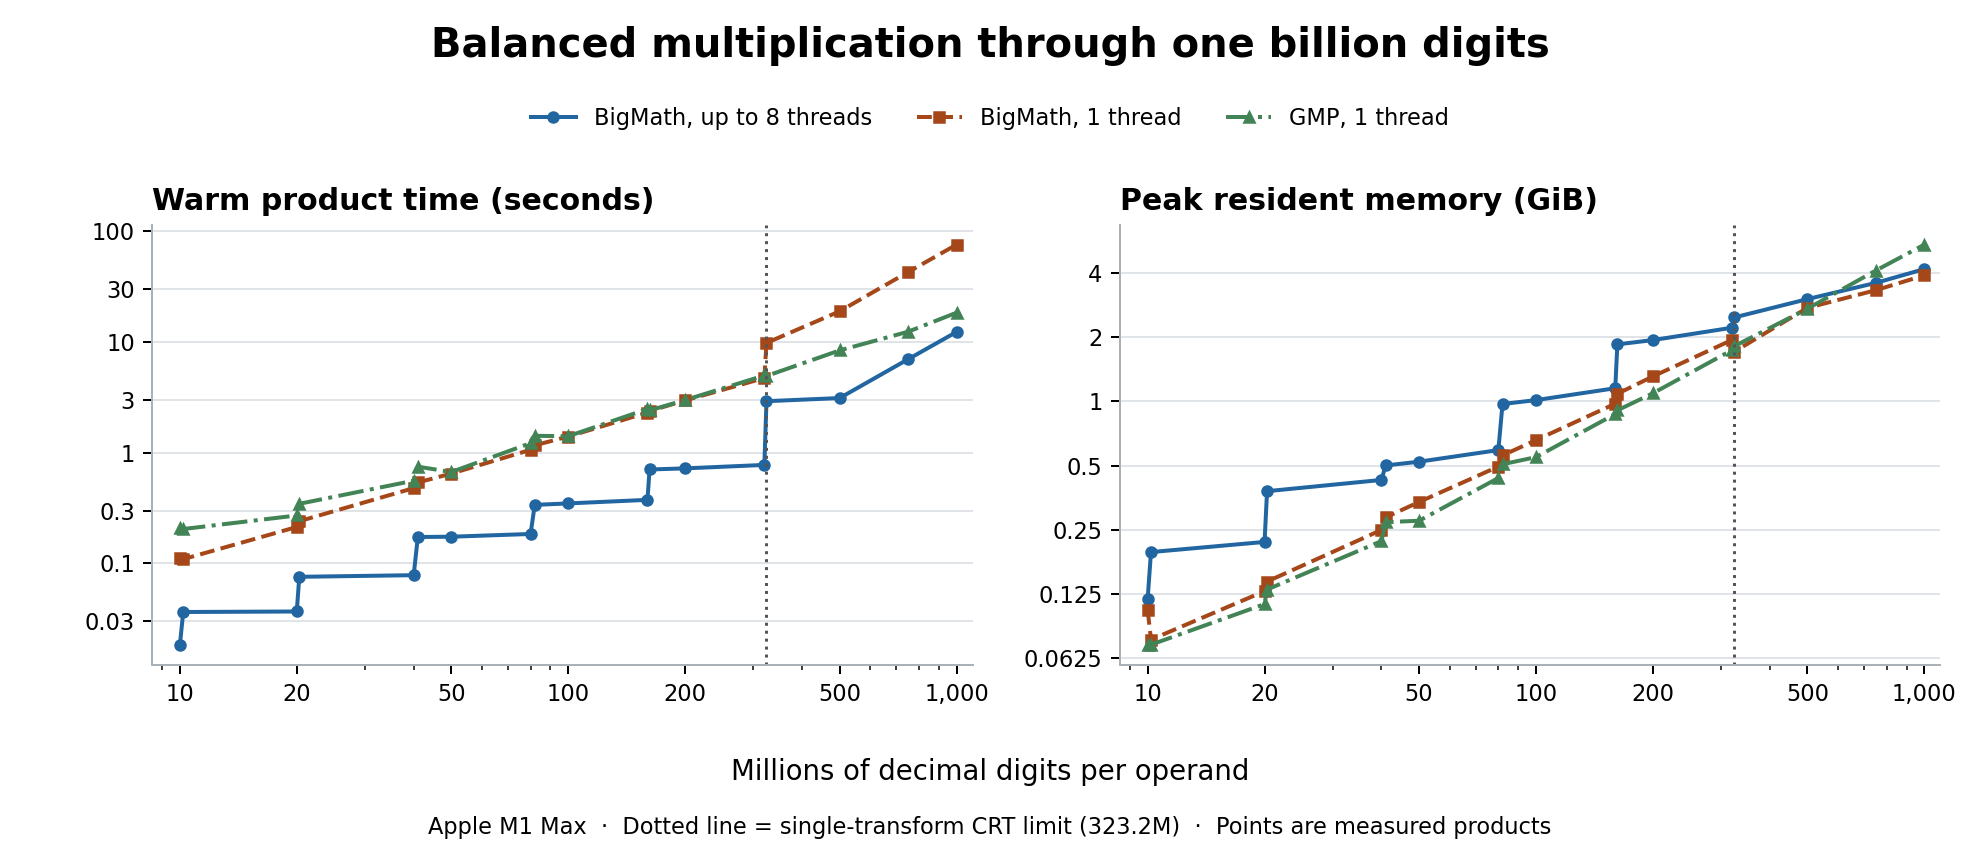 Balanced multiplication through one billion digits
BigMath, up to 8 threads
BigMath, 1 thread
GMP, 1 thread
Warm product time (seconds)
100
30
10
3
1
0.3
0.1
0.03
10 20 50 100 200 500 1,000
Peak resident memory (GiB)
4
2
1
0.5
0.25
0.125
0.0625
10 20 50 100 200 500 1,000
Millions of decimal digits per operand
Apple M1 Max · Dotted line = single-transform CRT limit (323.2M) · Points are measured products